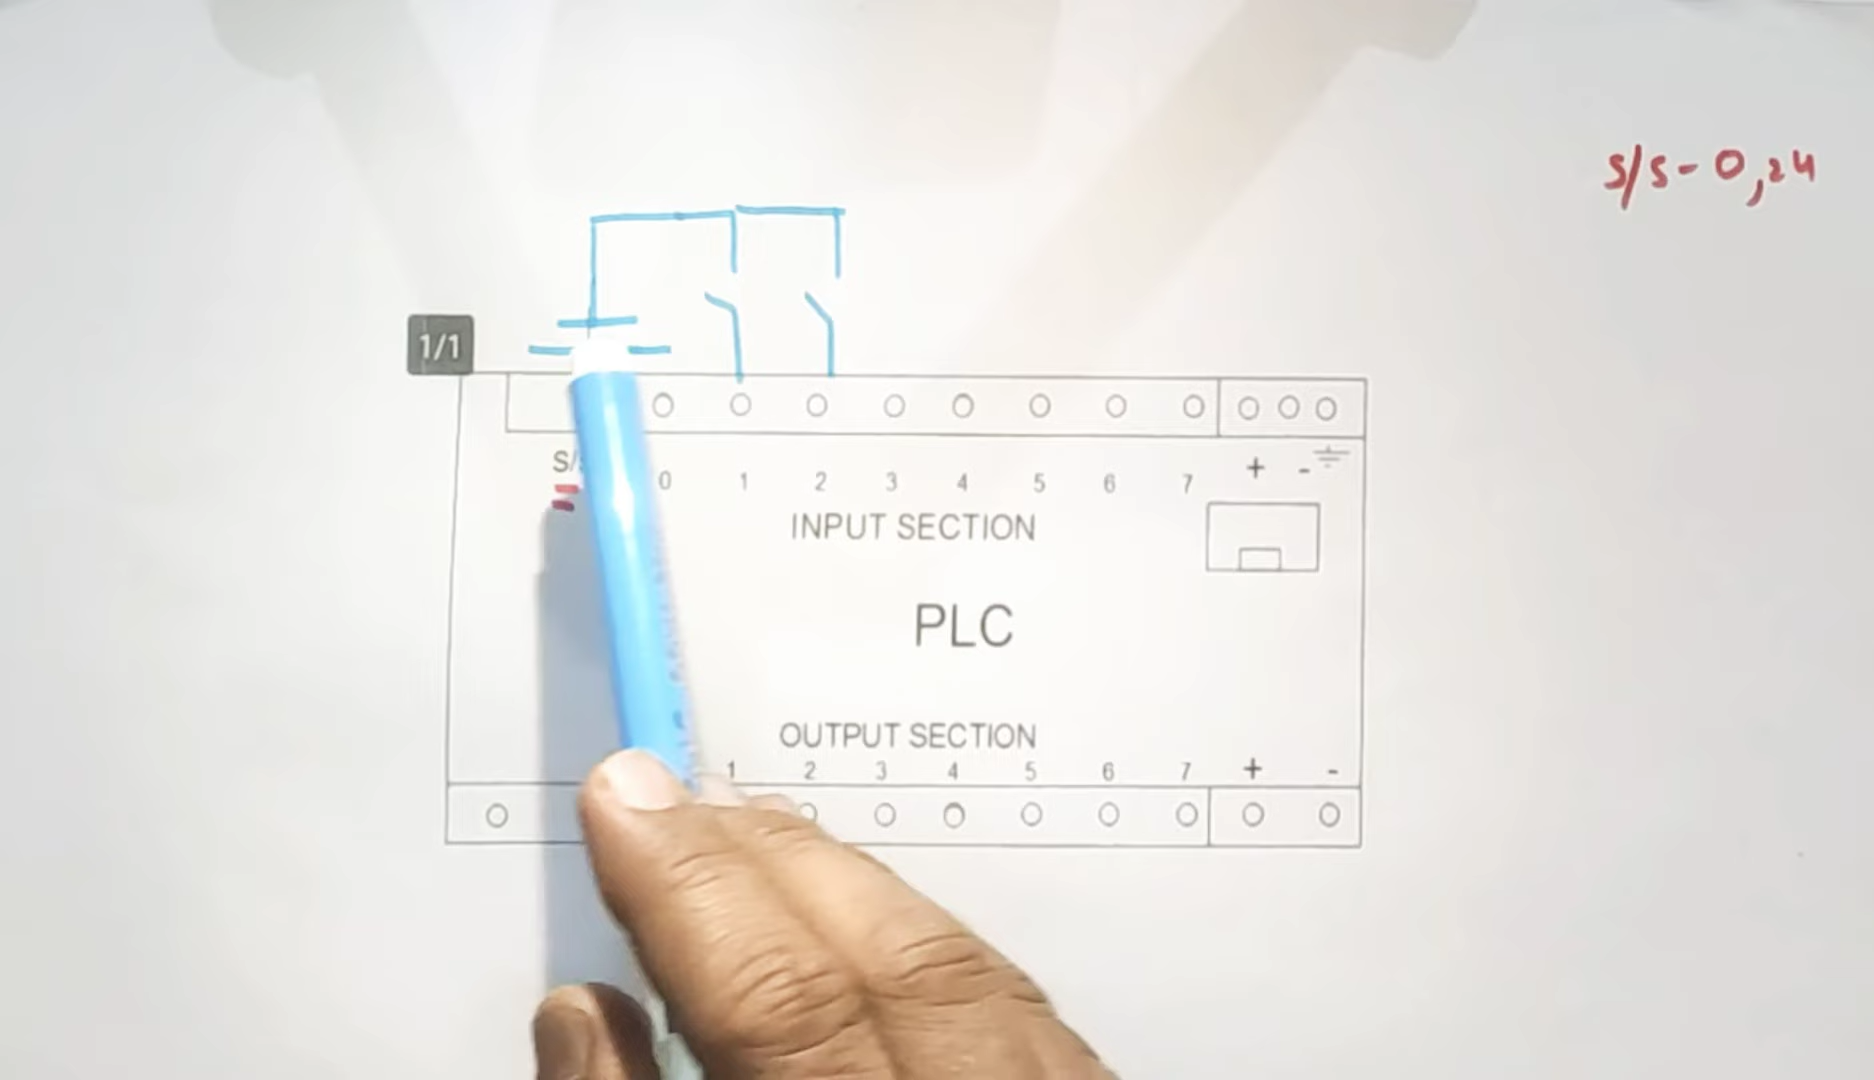 s/s - 0,24
1/1
S/
0 1 2 3 4 5 6 7 + -
INPUT SECTION
PLC
OUTPUT SECTION
1 2 3 4 5 6 7 + -